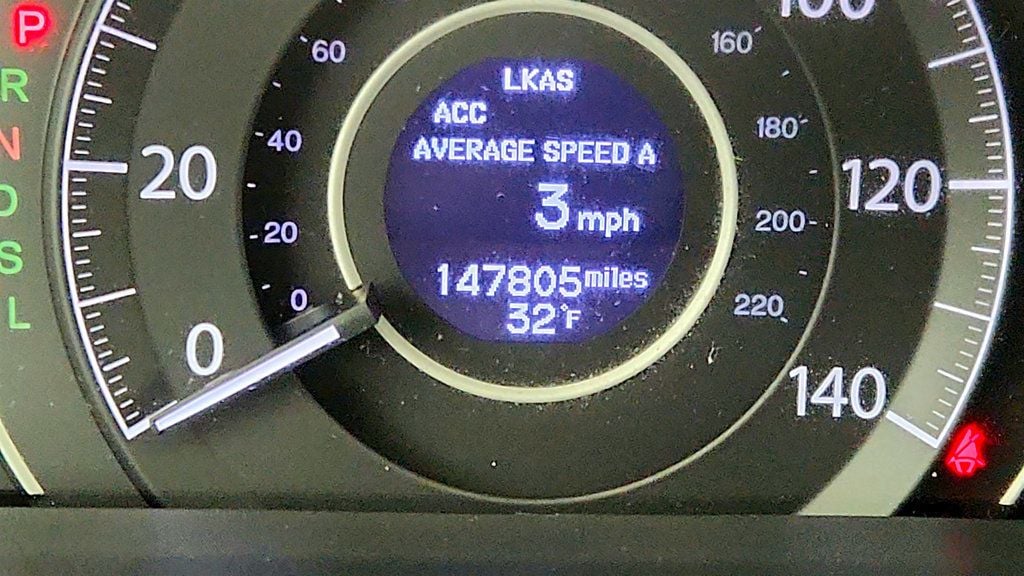 P
R
N
D
S
L
0
20
100
120
140
0
20
40
60
160
180
200
220
LKAS
ACC
AVERAGE SPEED A
3 mph
147805 miles
32°F